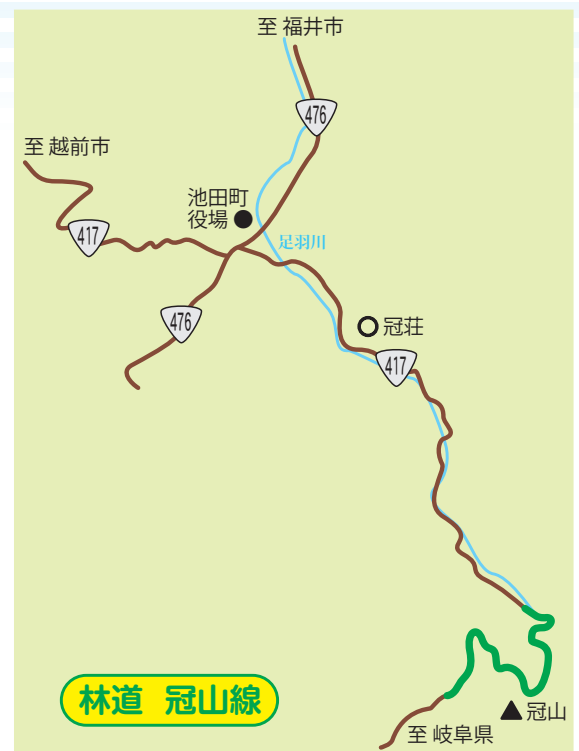 至 福井市
476
至 越前市
池田町
役場
417
足羽川
476
冠荘
417
林道 冠山線
冠山
至 岐阜県